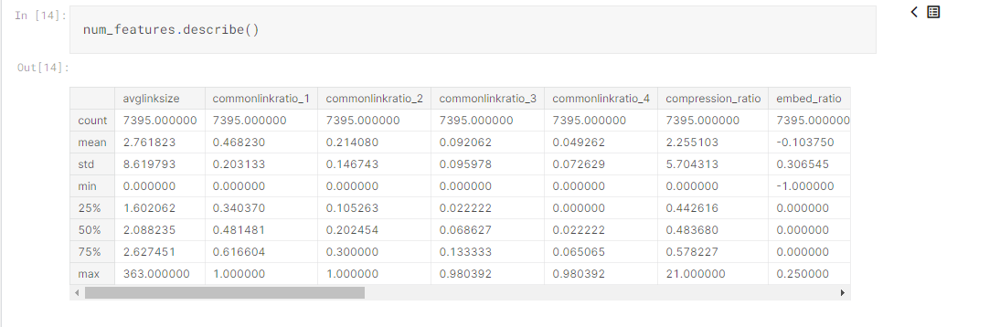 In [14]:
num_features.describe()
Out[14]:
avglinksize commonlinkratio_1 commonlinkratio_2 commonlinkratio_3 commonlinkratio_4 compression_ratio embed_ratio
count 7395.000000 7395.000000 7395.000000 7395.000000 7395.000000 7395.000000 7395.000000
mean 2.761823 0.468230 0.214080 0.092062 0.049262 2.255103 -0.103750
std 8.619793 0.203133 0.146743 0.095978 0.072629 5.704313 0.306545
min 0.000000 0.000000 0.000000 0.000000 0.000000 0.000000 -1.000000
25% 1.602062 0.340370 0.105263 0.022222 0.000000 0.442616 0.000000
50% 2.088235 0.481481 0.202454 0.068627 0.022222 0.483680 0.000000
75% 2.627451 0.616604 0.300000 0.133333 0.065065 0.578227 0.000000
max 363.000000 1.000000 1.000000 0.980392 0.980392 21.000000 0.250000